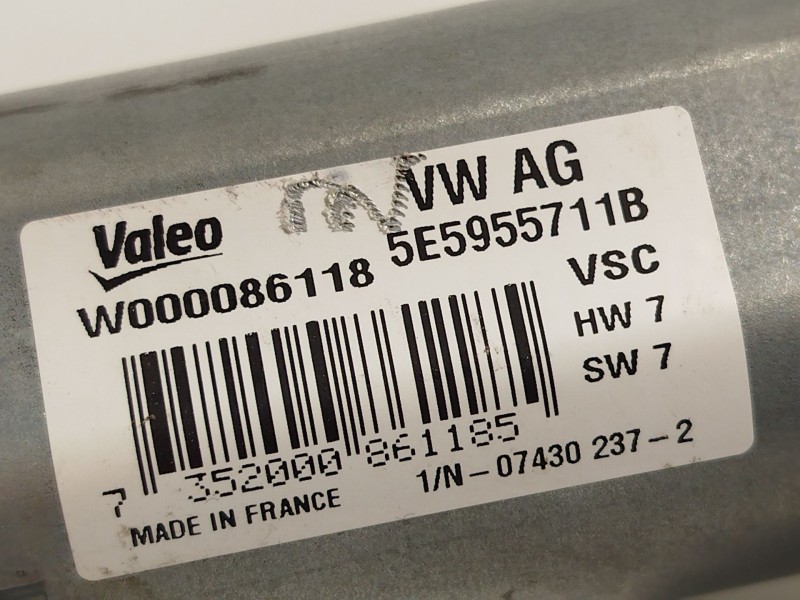 VW AG
Valeo
5E5955711B
W000086118
VSC
HW 7
SW 7
7 352000 861185
1/N-07430 237-2
MADE IN FRANCE